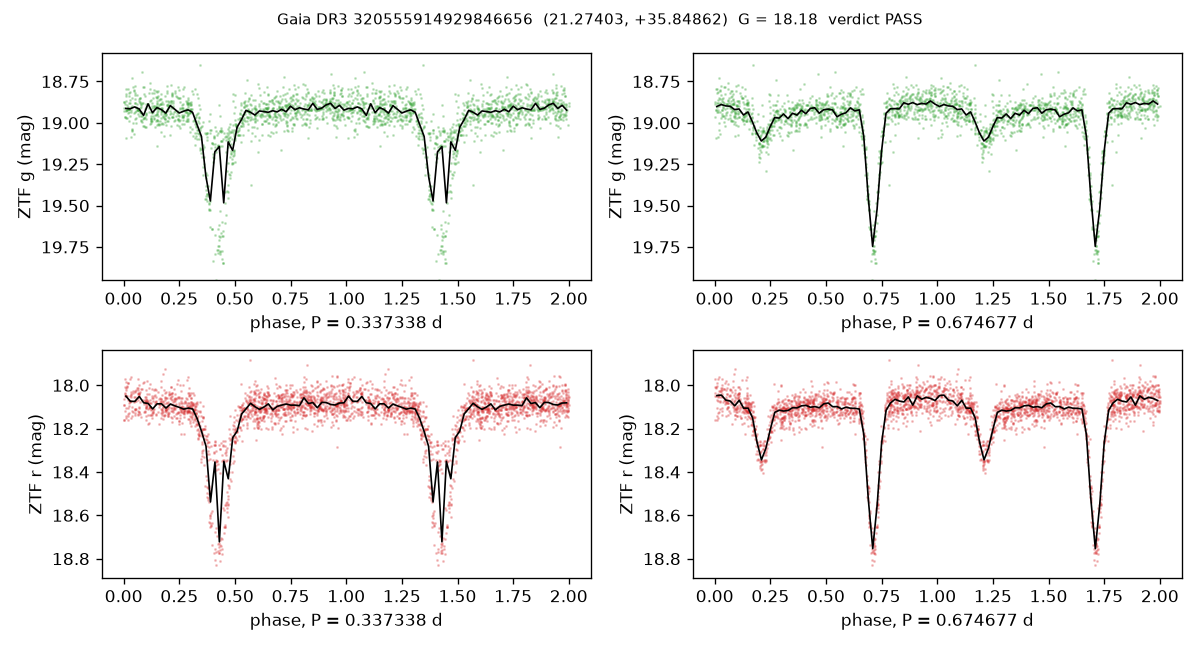 Gaia DR3 320555914929846656 (21.27403, +35.84862) G = 18.18 verdict PASS
ZTF g (mag)
18.75
19.00
19.25
19.50
19.75
0.00 0.25 0.50 0.75 1.00 1.25 1.50 1.75 2.00
phase, P = 0.337338 d
ZTF g (mag)
18.75
19.00
19.25
19.50
19.75
0.00 0.25 0.50 0.75 1.00 1.25 1.50 1.75 2.00
phase, P = 0.674677 d
ZTF r (mag)
18.0
18.2
18.4
18.6
18.8
0.00 0.25 0.50 0.75 1.00 1.25 1.50 1.75 2.00
phase, P = 0.337338 d
ZTF r (mag)
18.0
18.2
18.4
18.6
18.8
0.00 0.25 0.50 0.75 1.00 1.25 1.50 1.75 2.00
phase, P = 0.674677 d